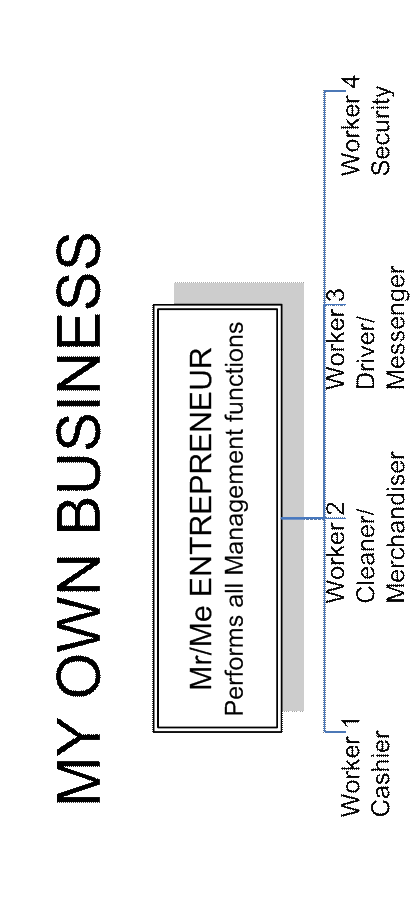 MY OWN BUSINESS
Mr/Me ENTREPRENEUR
Performs all Management functions
Worker 1
Cashier
Worker 2
Cleaner/
Merchandiser
Worker 3
Driver/
Messenger
Worker 4
Security